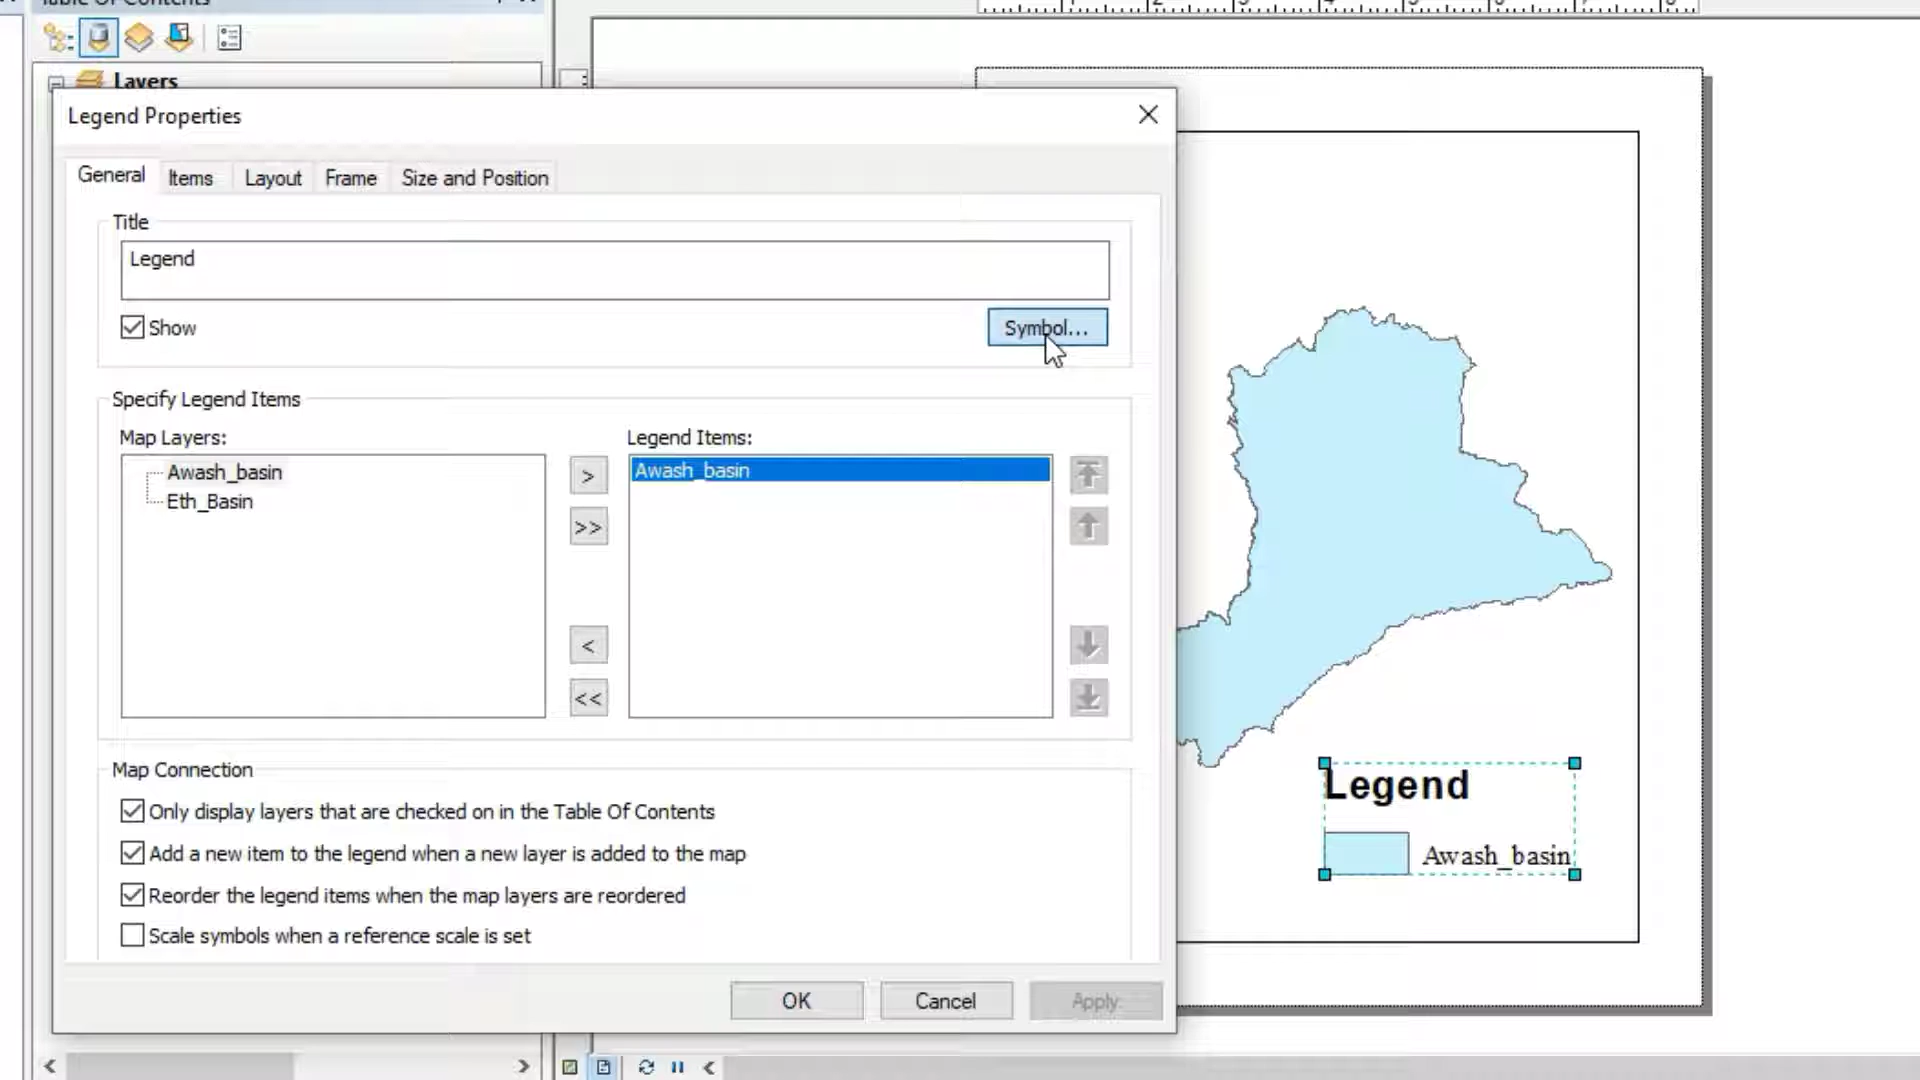 Table Of Contents
Layers
Legend Properties
General Items Layout Frame Size and Position
Title
Legend
Show
Symbol...
Specify Legend Items
Map Layers:
Legend Items:
Awash_basin
Eth_Basin
Awash_basin
>
>>
<
<<
Map Connection
Only display layers that are checked on in the Table Of Contents
Add a new item to the legend when a new layer is added to the map
Reorder the legend items when the map layers are reordered
Scale symbols when a reference scale is set
OK Cancel Apply
Legend
Awash_basin